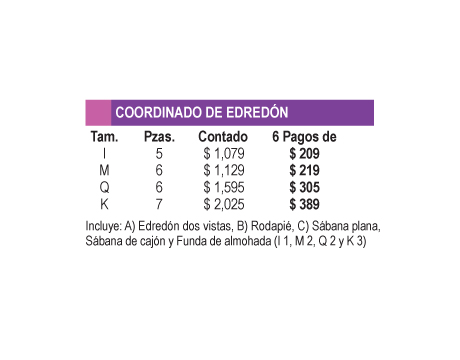 COORDINADO DE EDREDÓN
Tam. Pzas. Contado 6 Pagos de
I 5 $ 1,079 $ 209
M 6 $ 1,129 $ 219
Q 6 $ 1,595 $ 305
K 7 $ 2,025 $ 389
Incluye: A) Edredón dos vistas, B) Rodapié, C) Sábana plana,
Sábana de cajón y Funda de almohada (I 1, M 2, Q 2 y K 3)